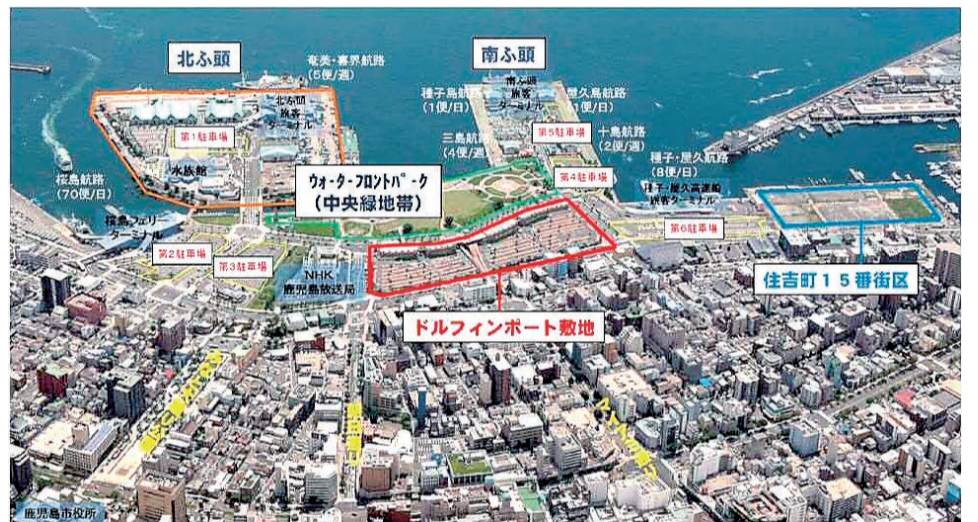 北ふ頭
奄美・喜界航路
(5便/週)
南ふ頭
南ふ頭
旅客
ターミナル
種子島航路
(1便/日)
屋久島航路
(1便/日)
北ふ頭
旅客
ターミナル
第1駐車場
水族館
三島航路
(4便/週)
第5駐車場
十島航路
(2便/週)
桜島航路
(70便/日)
ウォーターフロントパーク
(中央緑地帯)
第4駐車場
種子・屋久航路
(8便/日)
種子・屋久高速船
旅客ターミナル
桜島フェリー
ターミナル
第2駐車場
第3駐車場
NHK
鹿児島放送局
第6駐車場
住吉町15番街区
ドルフィンポート敷地
朝日通り
鹿児島市役所